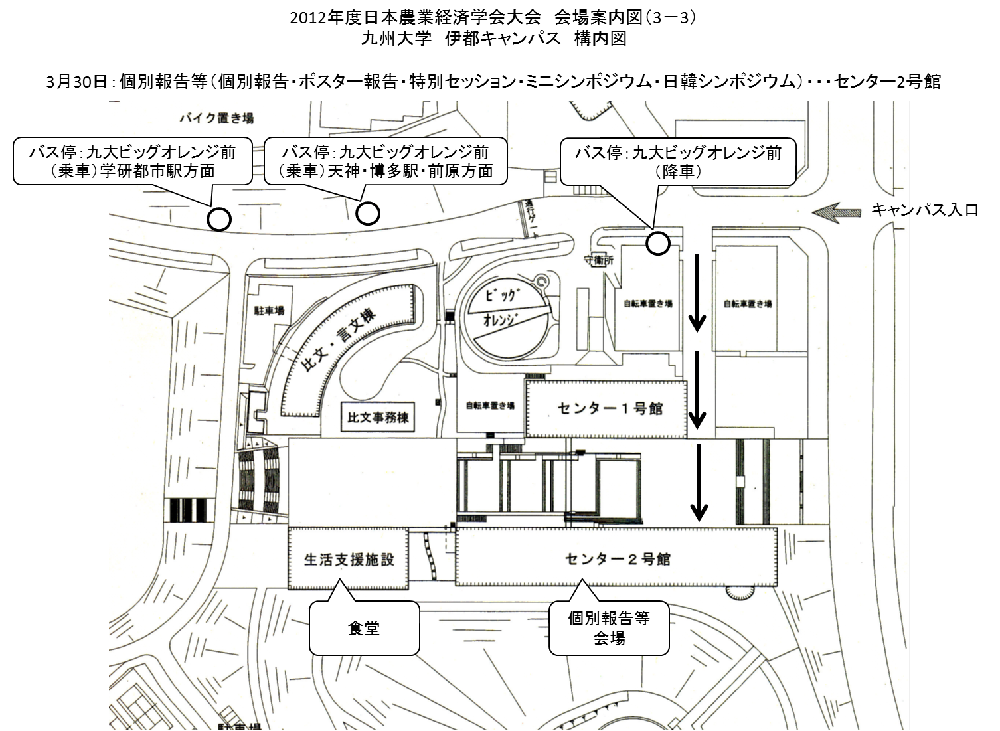 2012年度日本農業経済学会大会　会場案内図（3－3）
九州大学　伊都キャンパス　構内図
3月30日：個別報告等（個別報告・ポスター報告・特別セッション・ミニシンポジウム・日韓シンポジウム）・・・センター2号館
バイク置き場
バス停：九大ビッグオレンジ前
（乗車）学研都市駅方面
バス停：九大ビッグオレンジ前
（乗車）天神・博多駅・前原方面
バス停：九大ビッグオレンジ前
（降車）
キャンパス入口
通行ゲート
守衛所
ビッグ
オレンジ
駐車場
自転車置き場
自転車置き場
比文・言文棟
自転車置き場
センター１号館
比文事務棟
生活支援施設
センター２号館
食堂
個別報告等
会場
駐車場